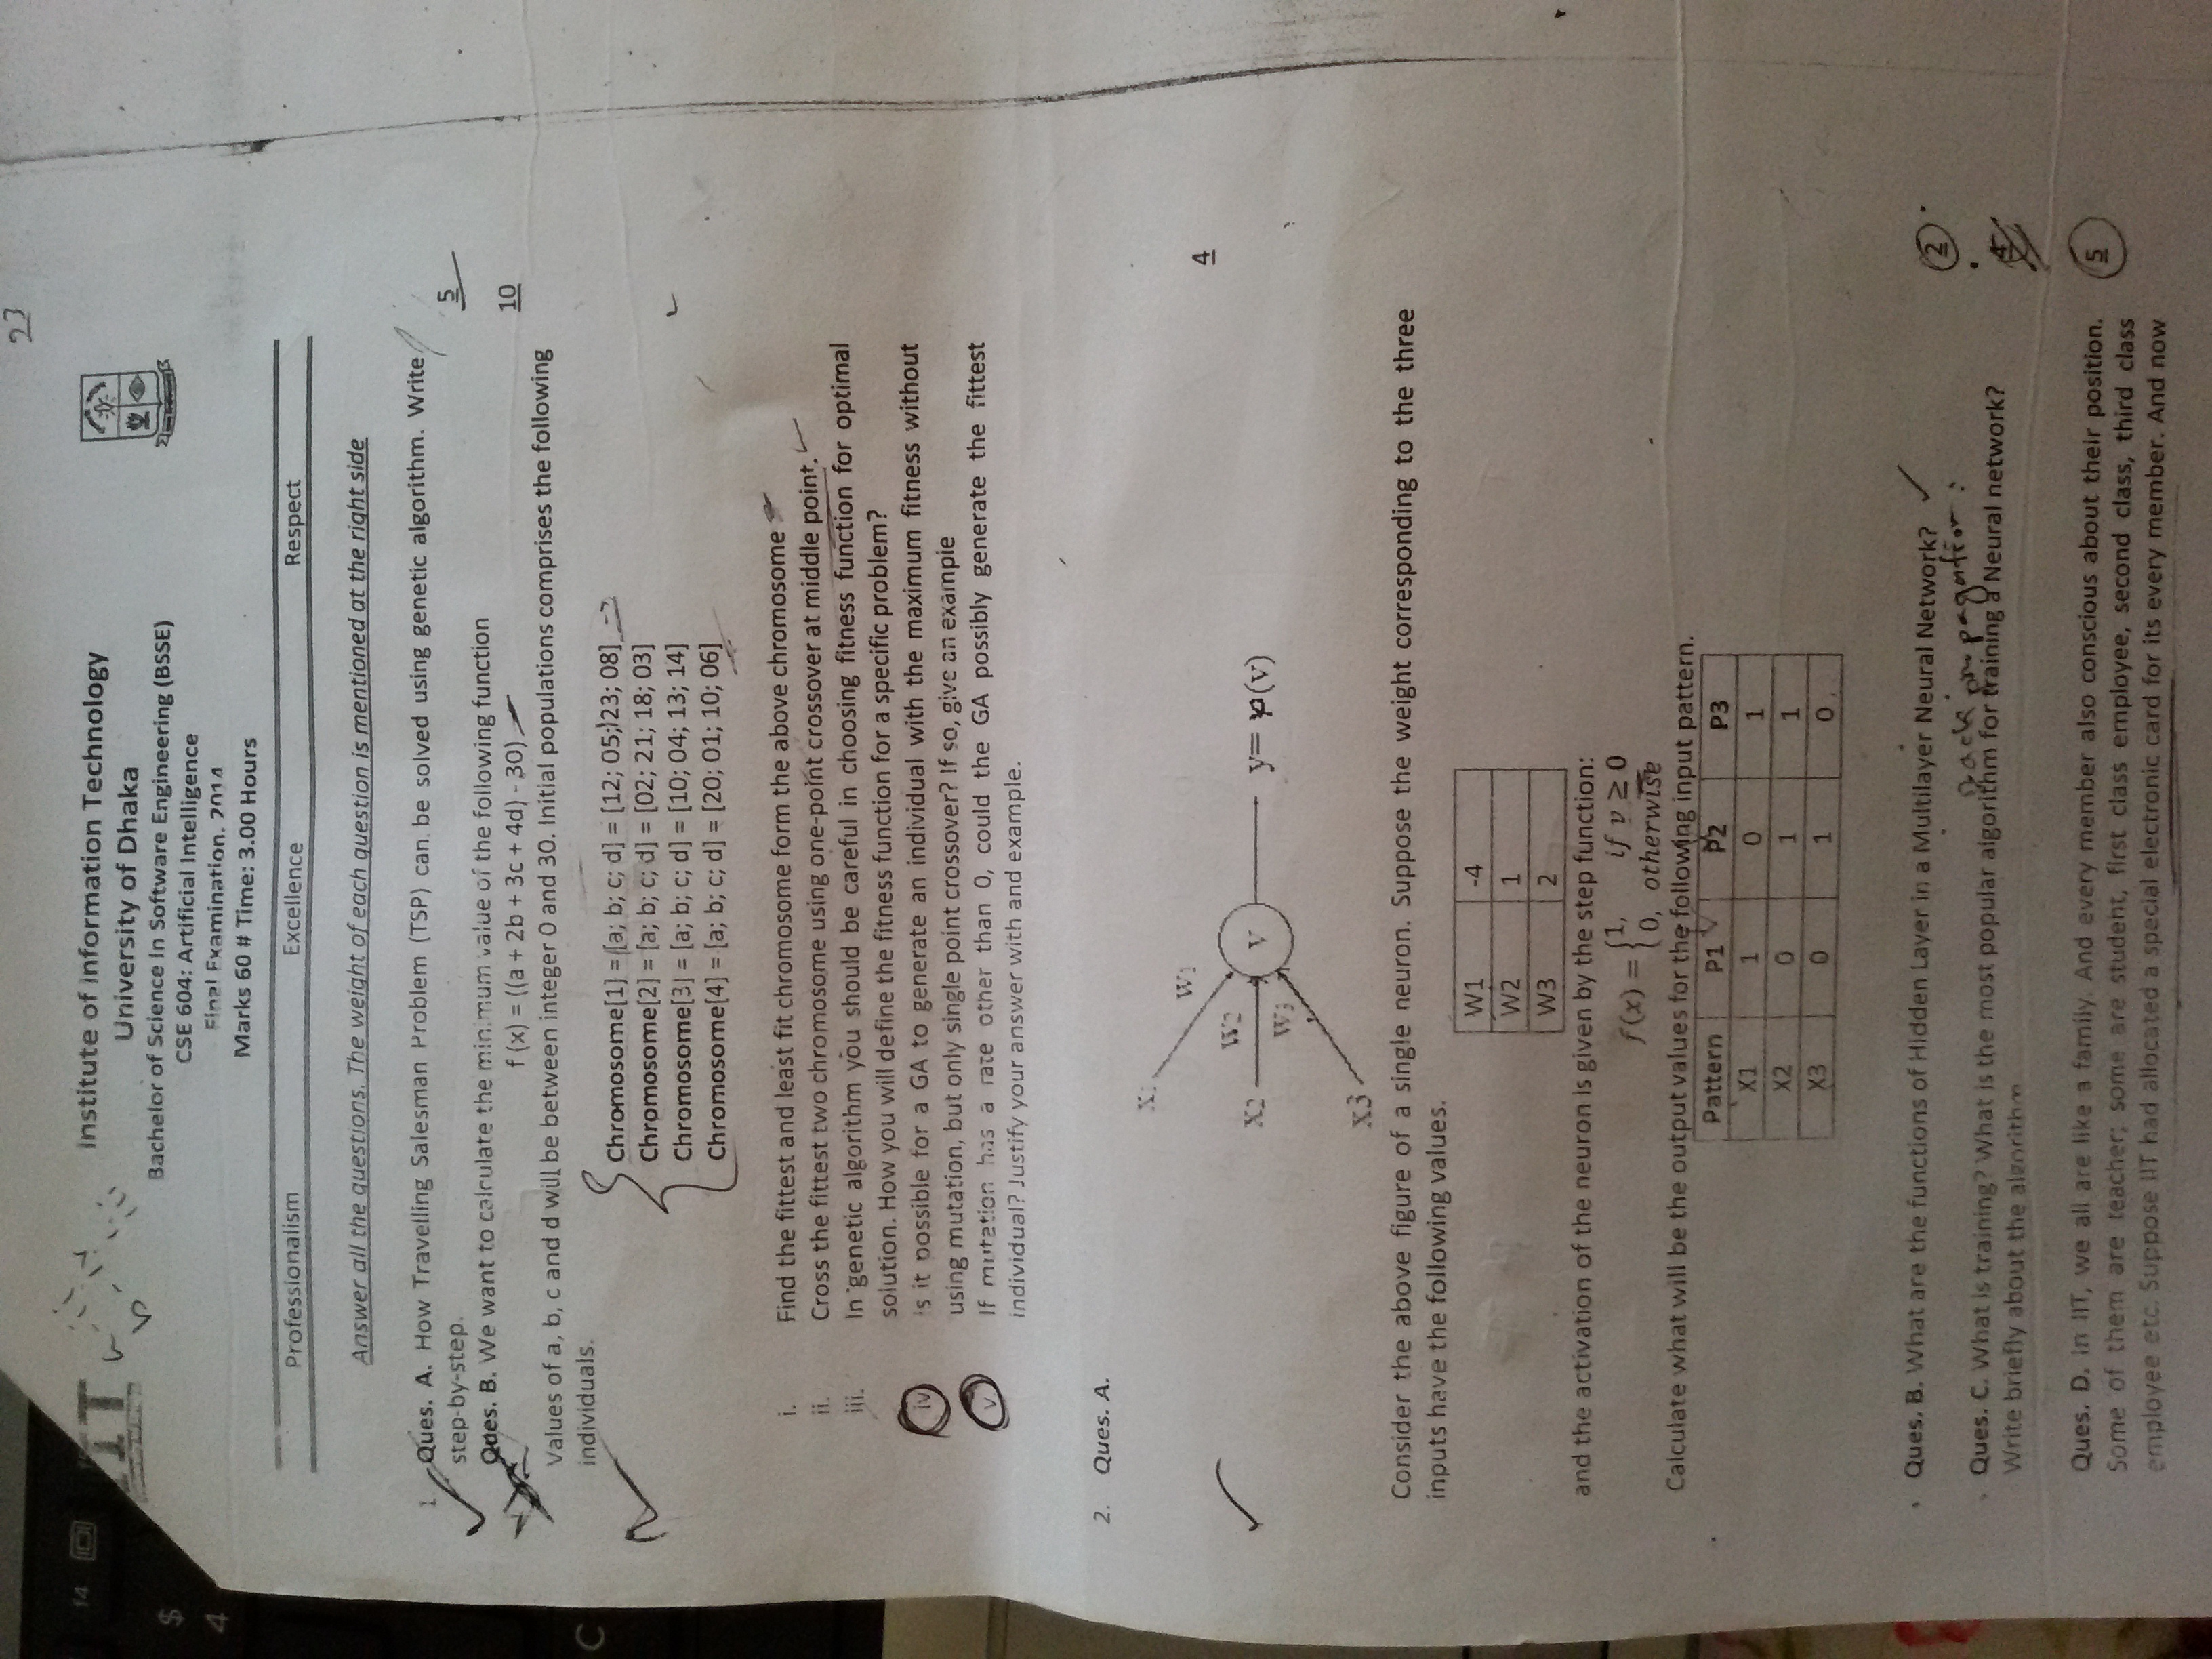 23
f4
$
4
C
IIT
a - ii
b - iv
iii
Institute of Information Technology
University of Dhaka
Bachelor of Science In Software Engineering (BSSE)
CSE 604: Artificial Intelligence
Final Examination, 2014
Marks 60 # Time: 3.00 Hours
Professionalism Excellence Respect
Answer all the questions. The weight of each question is mentioned at the right side
1. Ques. A. How Travelling Salesman Problem (TSP) can be solved using genetic algorithm. Write
step-by-step. 5
Ques. B. We want to calculate the minimum value of the following function
f (x) = ((a + 2b + 3c + 4d) - 30) 10
Values of a, b, c and d will be between integer 0 and 30. Initial populations comprises the following
individuals.
Chromosome[1] = [a; b; c; d] = [12; 05; 23; 08]
Chromosome[2] = [a; b; c; d] = [02; 21; 18; 03]
Chromosome[3] = [a; b; c; d] = [10; 04; 13; 14]
Chromosome[4] = [a; b; c; d] = [20; 01; 10; 06]
i. Find the fittest and least fit chromosome form the above chromosome
ii. Cross the fittest two chromosome using one-point crossover at middle point.
iii. In genetic algorithm you should be careful in choosing fitness function for optimal
solution. How you will define the fitness function for a specific problem?
iv Is it possible for a GA to generate an individual with the maximum fitness without
using mutation, but only single point crossover? If so, give an example
v If mutation has a rate other than 0, could the GA possibly generate the fittest
individual? Justify your answer with and example.
2. Ques. A.
X1
W1
4
W2
X2 V y= φ(v)
W3
X3
Consider the above figure of a single neuron. Suppose the weight corresponding to the three
inputs have the following values.
W1 -4
W2 1
W3 2
and the activation of the neuron is given by the step function:
f(x) = {1, if v ≥ 0
0, otherwise
Calculate what will be the output values for the following input pattern.
Pattern P1 P2 P3
X1 1 0 1
X2 0 1 1
X3 0 1 0
Ques. B. What are the functions of Hidden Layer in a Multilayer Neural Network? 2
Back propagation :
Ques. C. What is training? What is the most popular algorithm for training a Neural network? 4
Write briefly about the algorithm
Ques. D. In IIT, we all are like a family. And every member also conscious about their position. 5
Some of them are teacher; some are student, first class employee, second class, third class
employee etc. Suppose IIT had allocated a special electronic card for its every member. And now